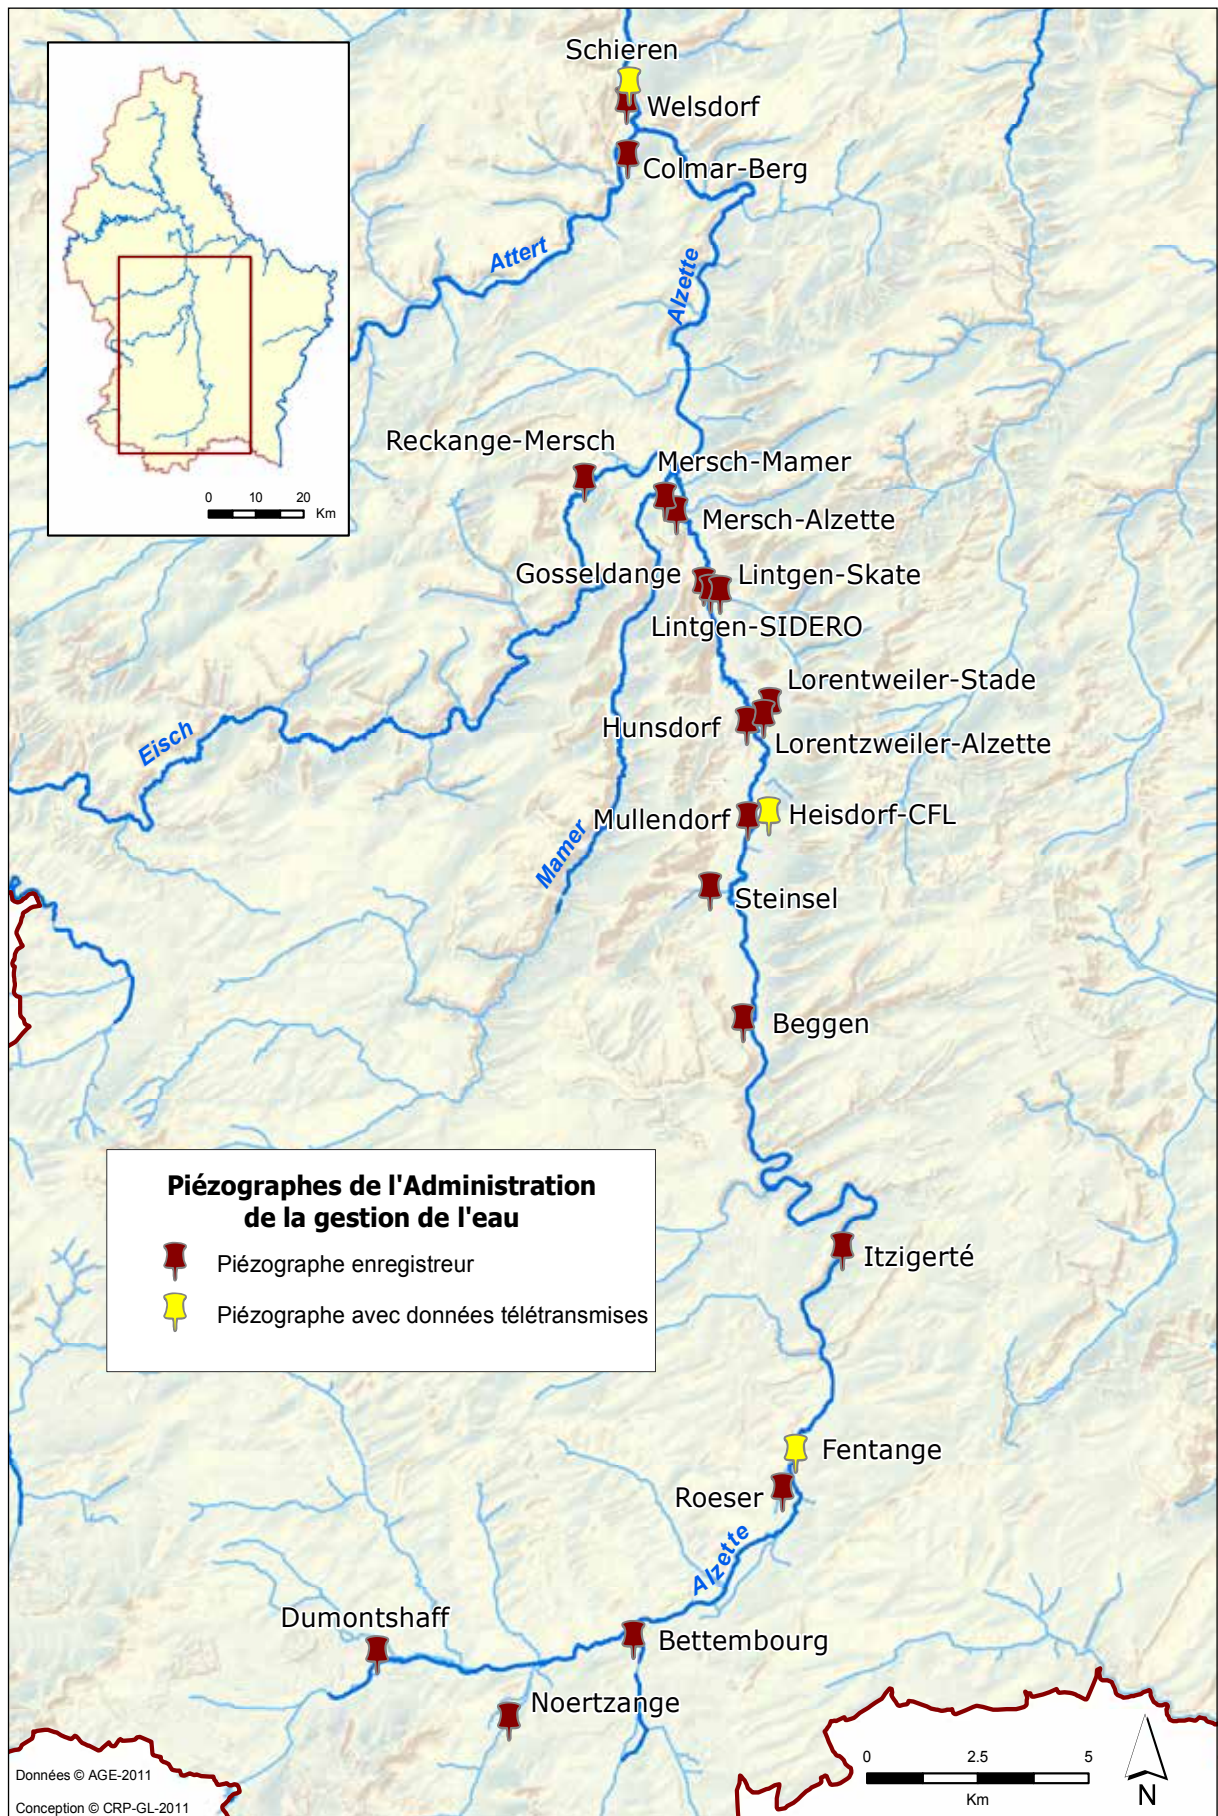 Schieren
Welsdorf
Colmar-Berg
Attert
Alzette
0 10 20
Km
Reckange-Mersch
Mersch-Mamer
Mersch-Alzette
Gosseldange
Lintgen-Skate
Lintgen-SIDERO
Lorentweiler-Stade
Hunsdorf
Lorentzweiler-Alzette
Eisch
Mullendorf
Heisdorf-CFL
Mamer
Steinsel
Beggen
Piézographes de l'Administration
de la gestion de l'eau
Piézographe enregistreur
Piézographe avec données télétransmises
Itzigerté
Fentange
Roeser
Alzette
Dumontshaff
Bettembourg
Noertzange
0 2.5 5
Km
N
Données © AGE-2011
Conception © CRP-GL-2011